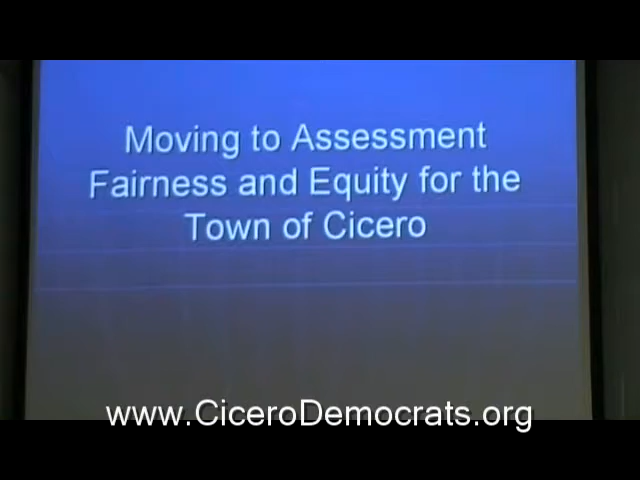 Moving to Assessment
Fairness and Equity for the
Town of Cicero
www.CiceroDemocrats.org